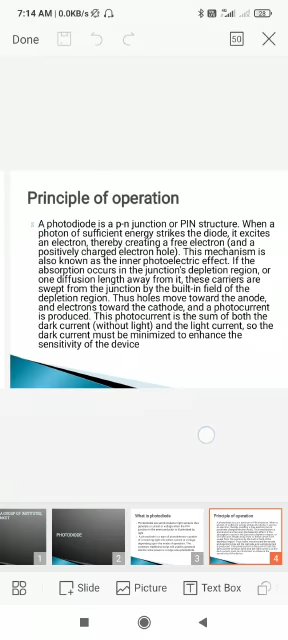 7:14 AM | 0.0KB/s
28
Done
50
Principle of operation
A photodiode is a p-n junction or PIN structure. When a
photon of sufficient energy strikes the diode, it excites
an electron, thereby creating a free electron (and a
positively charged electron hole). This mechanism is
also known as the inner photoelectric effect. If the
absorption occurs in the junction's depletion region, or
one diffusion length away from it, these carriers are
swept from the junction by the built-in field of the
depletion region. Thus holes move toward the anode,
and electrons toward the cathode, and a photocurrent
is produced. This photocurrent is the sum of both the
dark current (without light) and the light current, so the
dark current must be minimized to enhance the
sensitivity of the device
1
PHOTODIODE
2
What is photodiode
3
Principle of operation
4
Slide
Picture
Text Box